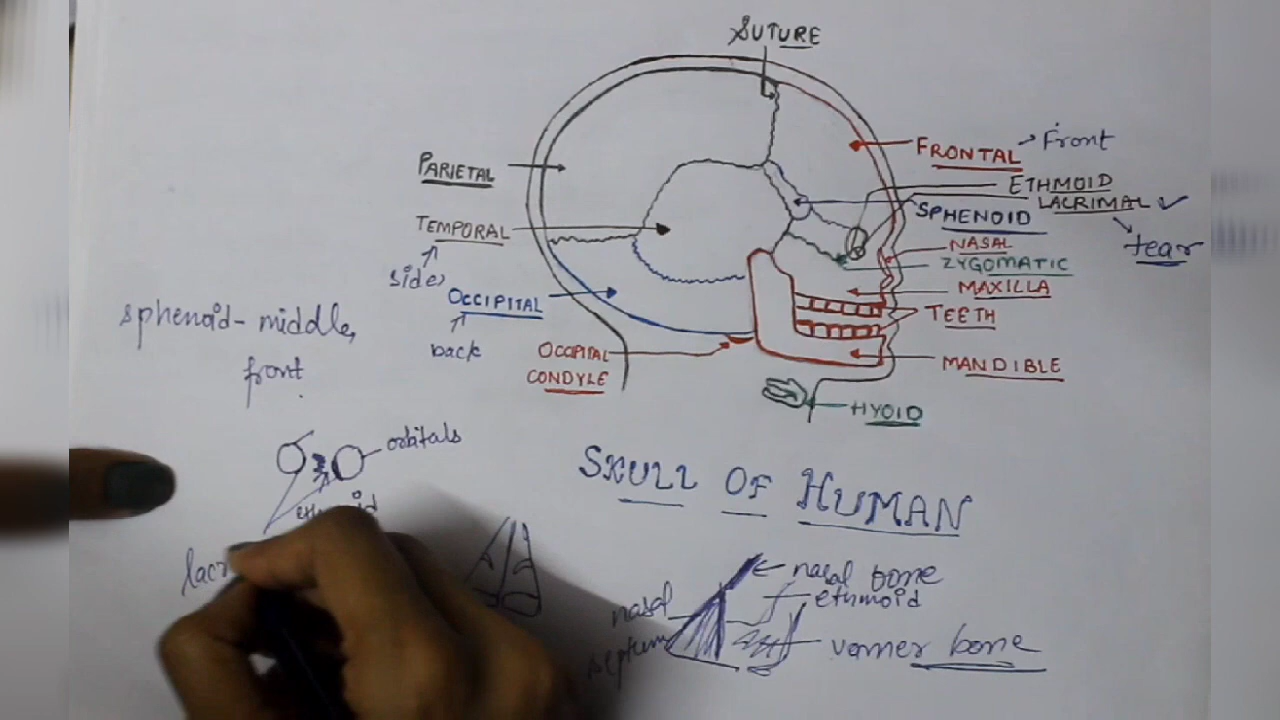 SUTURE
PARIETAL
FRONTAL → Front
ETHMOID
LACRIMAL ✓
SPHENOID
tear
TEMPORAL
NASAL
ZYGOMATIC
sides
MAXILLA
OCCIPITAL
TEETH
sphenoid - middle,
front
back
OCCIPITAL
CONDYLE
MANDIBLE
HYOID
orbitals
SKULL OF HUMAN
nasal bone
ethmoid
nasal
septum
vomer bone